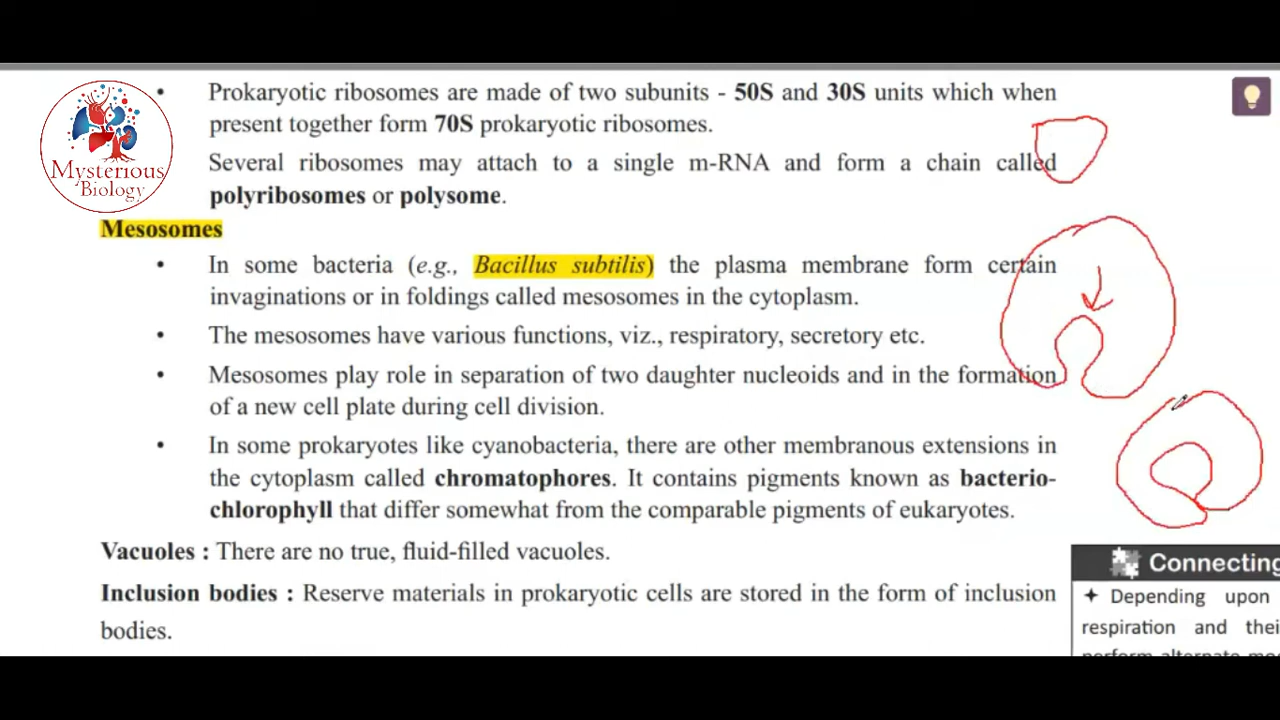 Mysterious
Biology
• Prokaryotic ribosomes are made of two subunits - 50S and 30S units which when
present together form 70S prokaryotic ribosomes.
Several ribosomes may attach to a single m-RNA and form a chain called
polyribosomes or polysome.
Mesosomes
• In some bacteria (e.g., Bacillus subtilis) the plasma membrane form certain
invaginations or in foldings called mesosomes in the cytoplasm.
• The mesosomes have various functions, viz., respiratory, secretory etc.
• Mesosomes play role in separation of two daughter nucleoids and in the formation
of a new cell plate during cell division.
• In some prokaryotes like cyanobacteria, there are other membranous extensions in
the cytoplasm called chromatophores. It contains pigments known as bacterio-
chlorophyll that differ somewhat from the comparable pigments of eukaryotes.
Vacuoles : There are no true, fluid-filled vacuoles.
Inclusion bodies : Reserve materials in prokaryotic cells are stored in the form of inclusion
bodies.
Connecting
Depending upon
respiration and thei